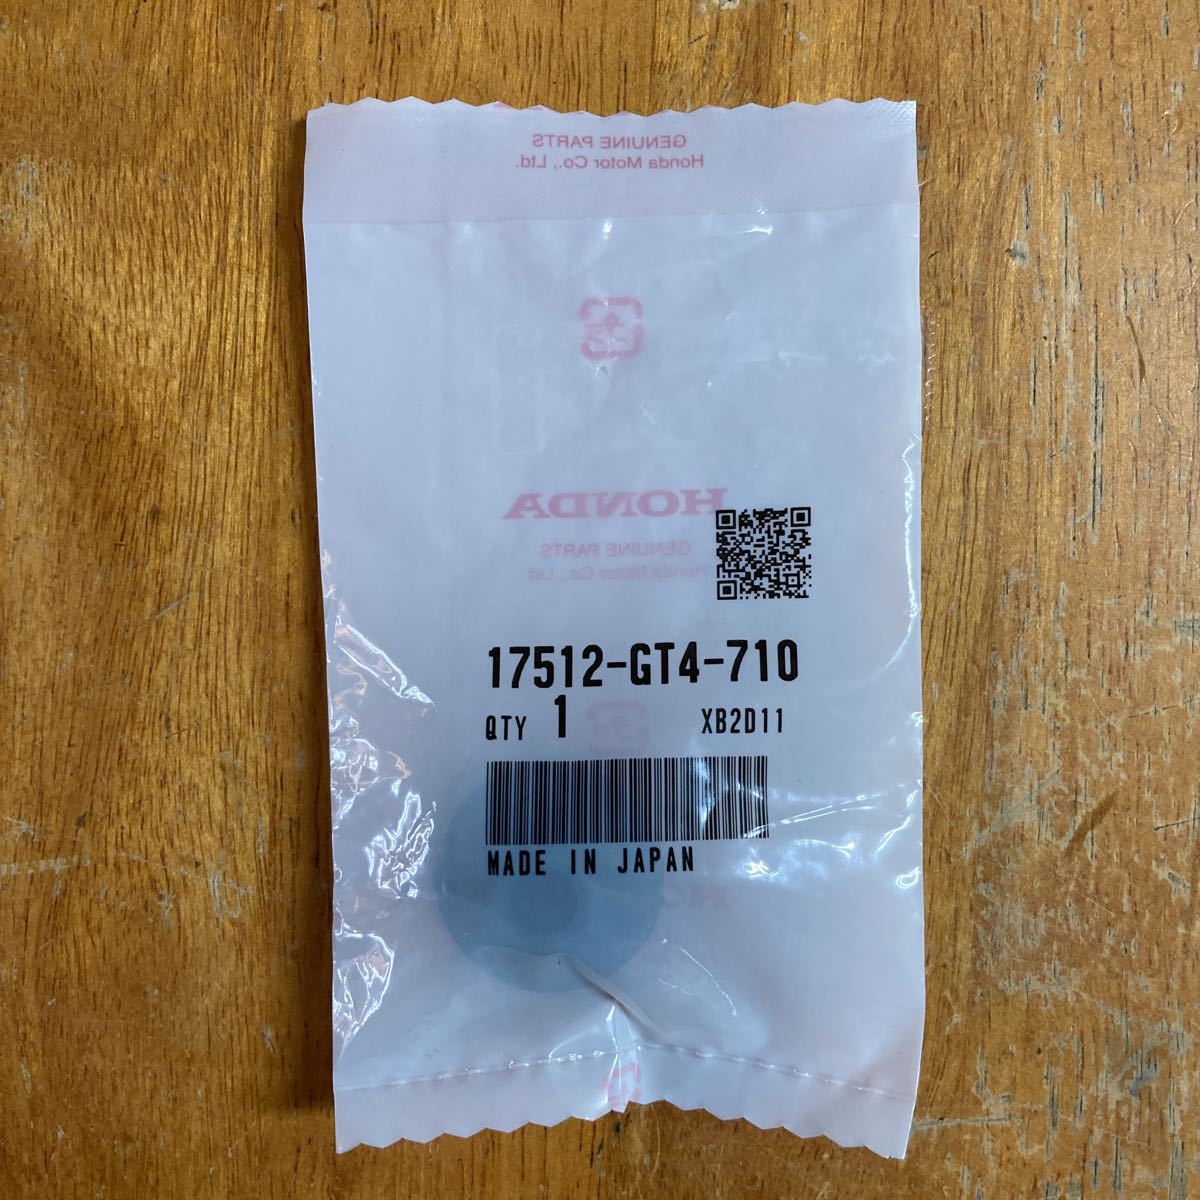 GENUINE PARTS
Honda Motor Co., Ltd.
HONDA
GENUINE PARTS
Honda Motor Co., Ltd
17512-GT4-710
QTY 1 XB2D11
MADE IN JAPAN